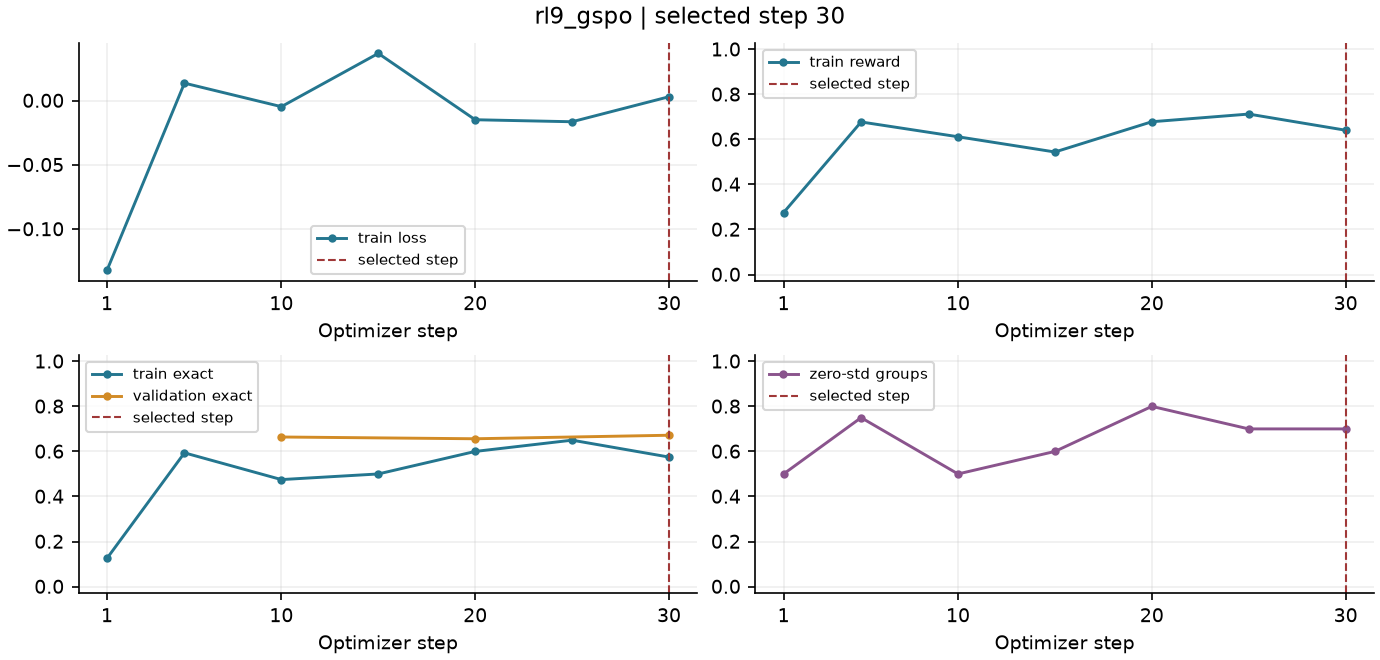 rl9_gspo | selected step 30
0.00
−0.05
−0.10
train loss
selected step
1 10 20 30
Optimizer step
1.0
0.8
0.6
0.4
0.2
0.0
train reward
selected step
1 10 20 30
Optimizer step
1.0
0.8
0.6
0.4
0.2
0.0
train exact
validation exact
selected step
1 10 20 30
Optimizer step
1.0
0.8
0.6
0.4
0.2
0.0
zero-std groups
selected step
1 10 20 30
Optimizer step